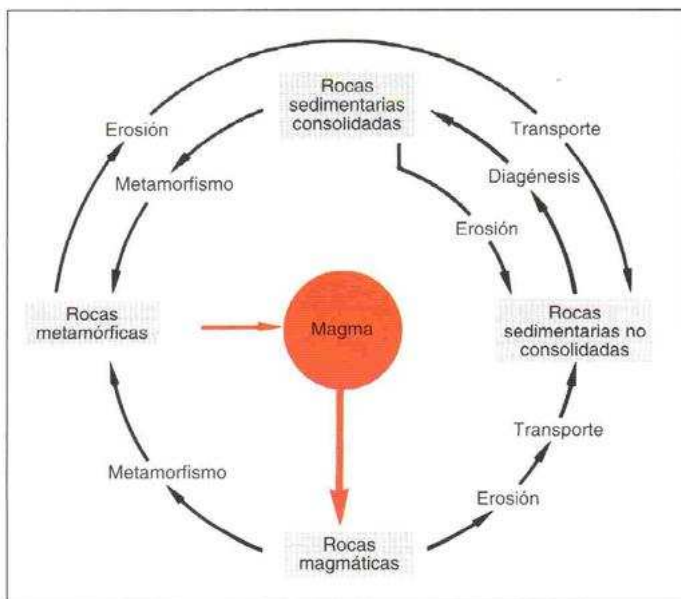 Rocas
sedimentarias
consolidadas
Erosión
Transporte
Metamorfismo
Diagénesis
Erosión
Rocas
metamórficas
Magma
Rocas
sedimentarias no
consolidadas
Metamorfismo
Transporte
Erosión
Rocas
magmáticas